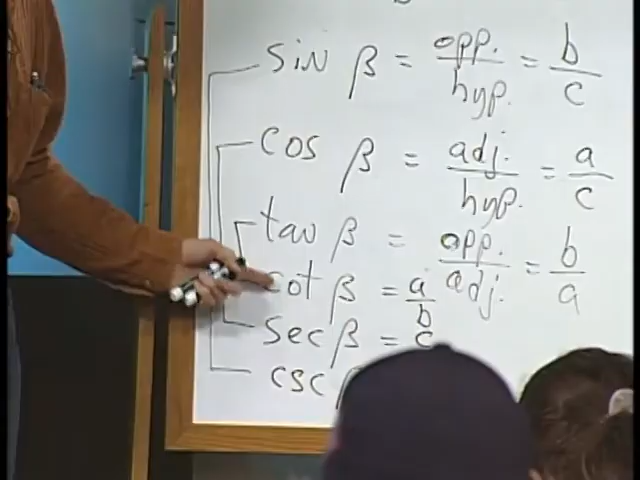 sin β = opp./hyp. = b/c
cos β = adj./hyp. = a/c
tan β = opp./adj. = b/a
cot β = a/b
sec β = c
csc β